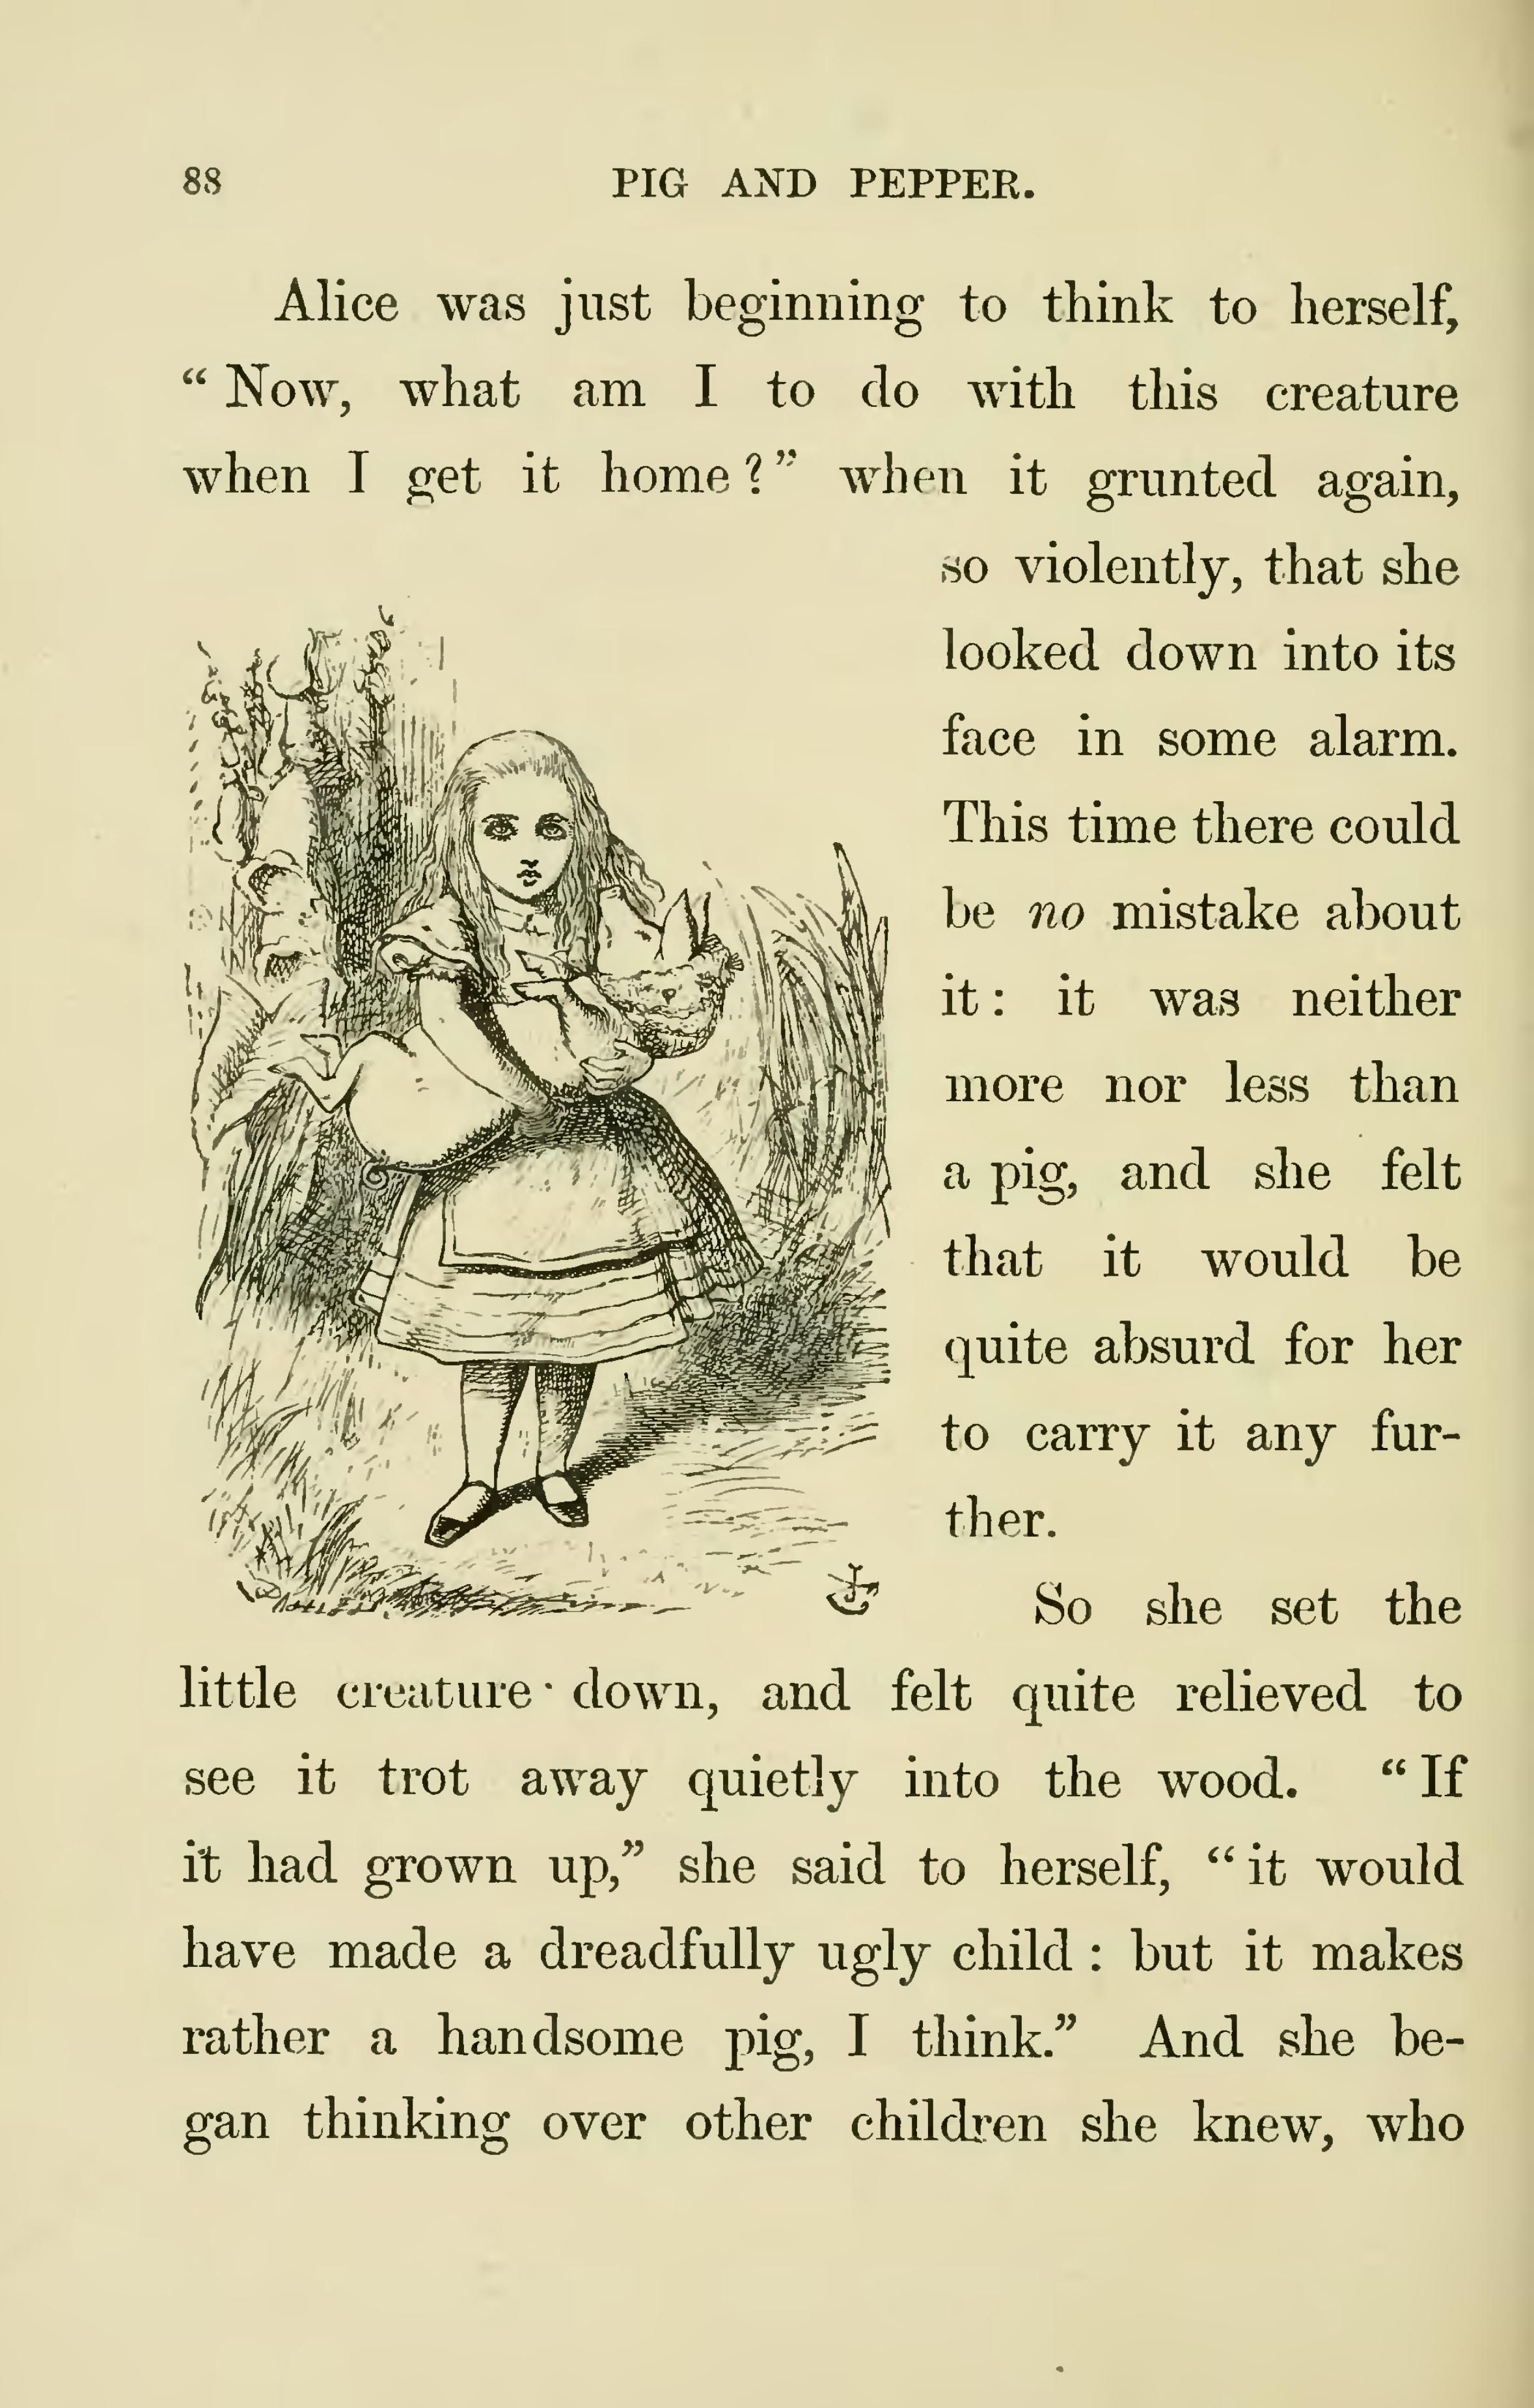 88 PIG AND PEPPER.
Alice was just beginning to think to herself,
“Now, what am I to do with this creature
when I get it home?” when it grunted again,
so violently, that she
looked down into its
face in some alarm.
This time there could
be no mistake about
it: it was neither
more nor less than
a pig, and she felt
that it would be
quite absurd for her
to carry it any fur-
ther.
So she set the
little creature down, and felt quite relieved to
see it trot away quietly into the wood. “If
it had grown up,” she said to herself, “it would
have made a dreadfully ugly child: but it makes
rather a handsome pig, I think.” And she be-
gan thinking over other children she knew, who